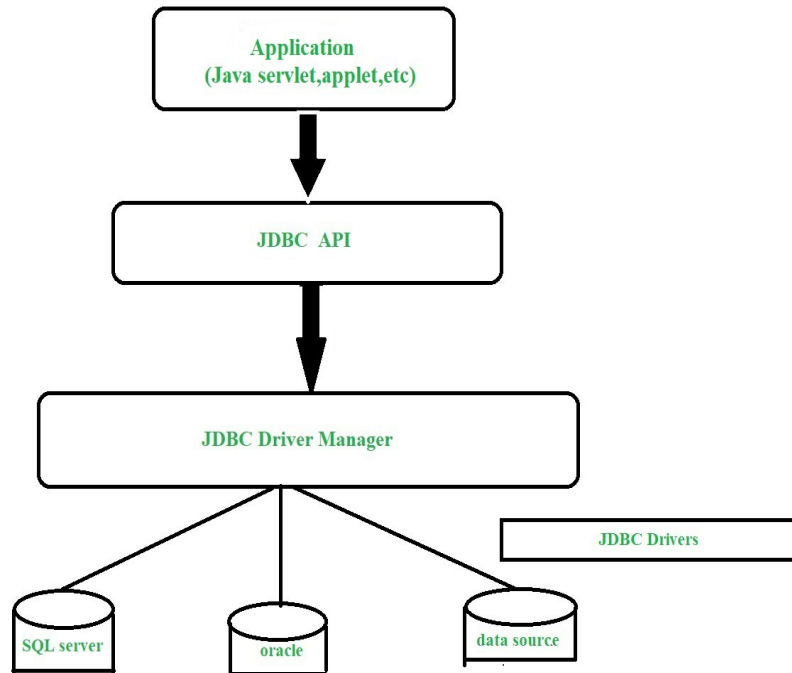 Application
(Java servlet,applet,etc)
JDBC API
JDBC Driver Manager
JDBC Drivers
SQL server
oracle
data source